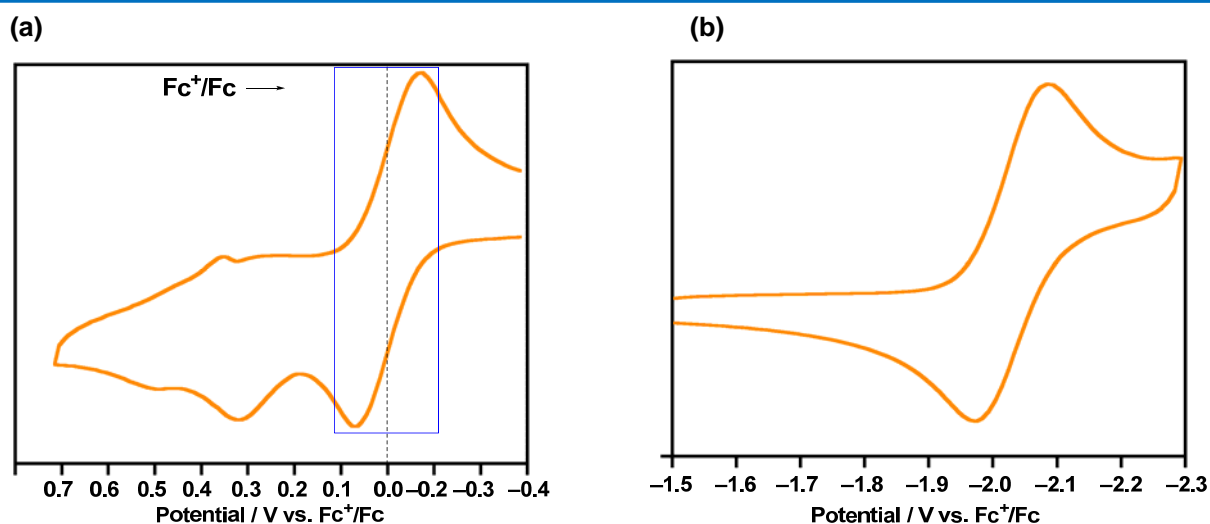 (a)
(b)
Fc⁺/Fc →
0.7 0.6 0.5 0.4 0.3 0.2 0.1 0.0 –0.2 –0.3 –0.4
Potential / V vs. Fc⁺/Fc
–1.5 –1.6 –1.7 –1.8 –1.9 –2.0 –2.1 –2.2 –2.3
Potential / V vs. Fc⁺/Fc